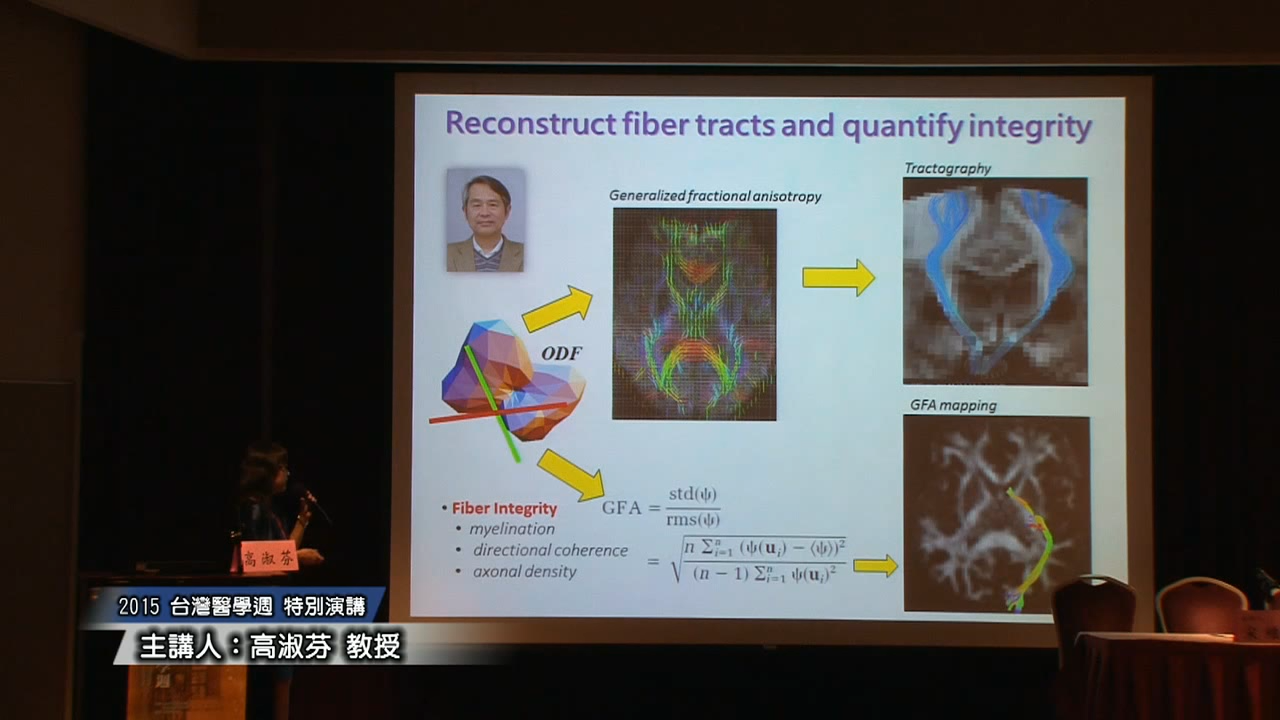 Reconstruct fiber tracts and quantify integrity
Tractography
Generalized fractional anisotropy
ODF
GFA mapping
• Fiber Integrity
• myelination
• directional coherence
• axonal density
GFA = std(ψ) / rms(ψ)
= √(n Σⁿᵢ₌₁ (ψ(uᵢ) − ⟨ψ⟩)² / (n − 1) Σⁿᵢ₌₁ ψ(uᵢ)²)
高淑芬
2015 台灣醫學週 特別演講
主講人:高淑芬 教授